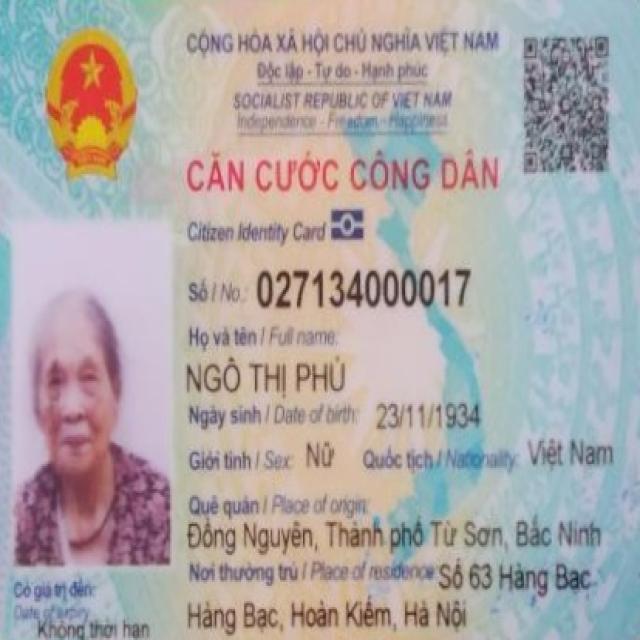 CỘNG HÒA XÃ HỘI CHỦ NGHĨA VIỆT NAM
Độc lập - Tự do - Hạnh phúc
SOCIALIST REPUBLIC OF VIET NAM
Independence - Freedom - Happiness
CĂN CƯỚC CÔNG DÂN
Citizen Identity Card
Số / No.: 027134000017
Họ và tên / Full name:
NGÔ THỊ PHÚ
Ngày sinh / Date of birth: 23/11/1934
Giới tính / Sex: Nữ Quốc tịch / Nationality: Việt Nam
Quê quán / Place of origin:
Đồng Nguyên, Thành phố Từ Sơn, Bắc Ninh
Nơi thường trú / Place of residence: Số 63 Hàng Bạc
Hàng Bạc, Hoàn Kiếm, Hà Nội
Có giá trị đến:
Date of expiry
Không thời hạn